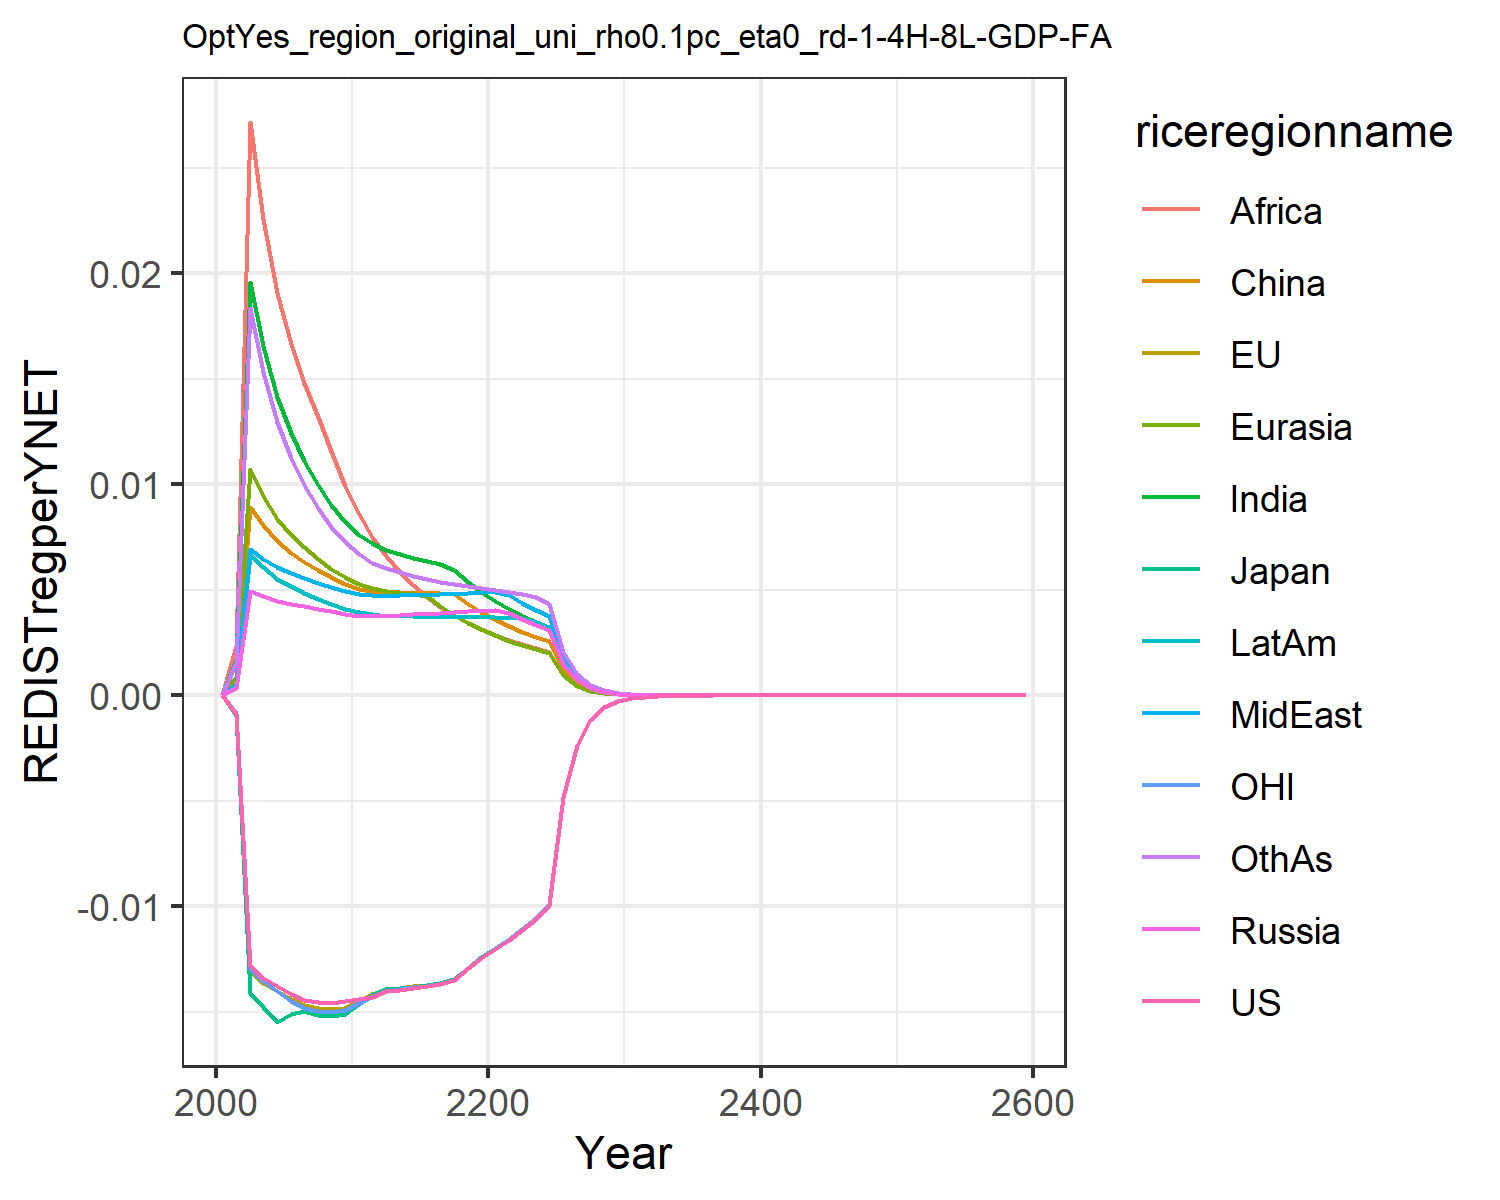 OptYes_region_original_uni_rho0.1pc_eta0_rd-1-4H-8L-GDP-FA
REDISTregperYNET
0.02
0.01
0.00
-0.01
2000
2200
2400
2600
Year
riceregionname
Africa
China
EU
Eurasia
India
Japan
LatAm
MidEast
OHI
OthAs
Russia
US